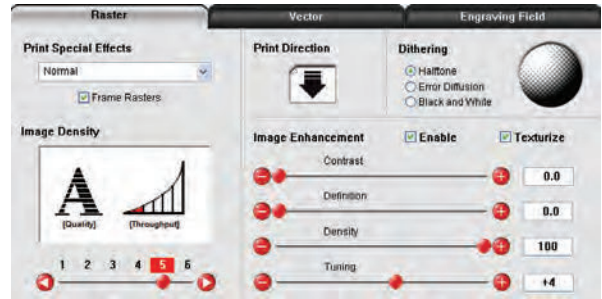 Raster
Vector
Engraving Field
Print Special Effects
Normal
Frame Rasters
Image Density
A
[Quality]
[Throughput]
1 2 3 4 5 6
Print Direction
Dithering
Halftone
Error Diffusion
Black and White
Image Enhancement
Enable
Texturize
Contrast
0.0
Definition
0.0
Density
100
Tuning
+4